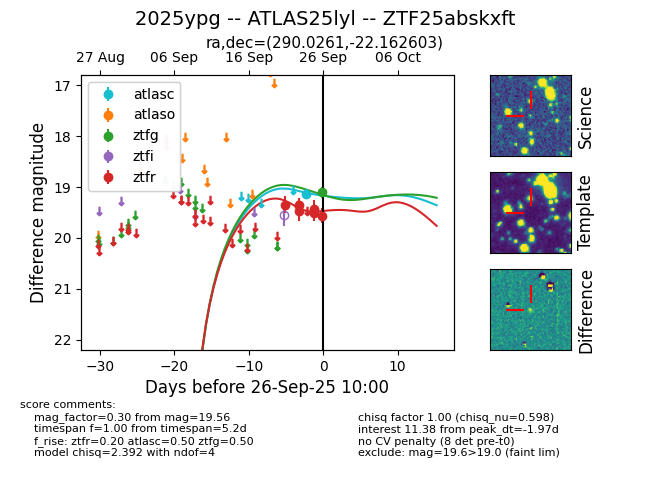 2025ypg -- ATLAS25lyl -- ZTF25abskxft
ra,dec=(290.0261,-22.162603)
27 Aug 06 Sep 16 Sep 26 Sep 06 Oct
17
18
19
20
21
22
Difference magnitude
atlasc
atlaso
ztfg
ztfi
ztfr
−30 −20 −10 0 10
Days before 26-Sep-25 10:00
Science
Template
Difference
score comments:
mag_factor=0.30 from mag=19.56
timespan f=1.00 from timespan=5.2d
f_rise: ztfr=0.20 atlasc=0.50 ztfg=0.50
model chisq=2.392 with ndof=4
chisq factor 1.00 (chisq_nu=0.598)
interest 11.38 from peak_dt=-1.97d
no CV penalty (8 det pre-t0)
exclude: mag=19.6>19.0 (faint lim)